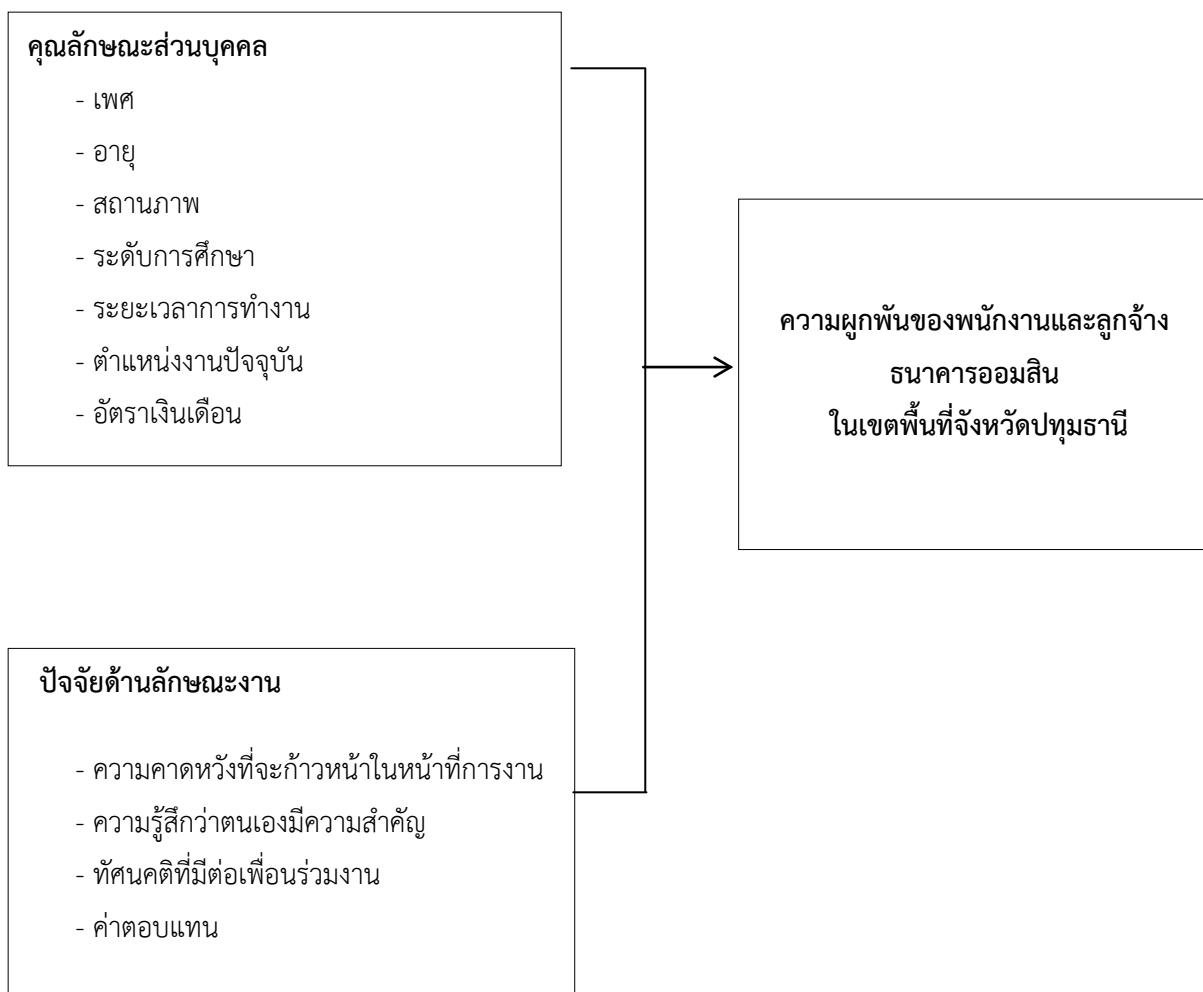 คุณลักษณะส่วนบุคคล
- เพศ
- อายุ
- สถานภาพ
- ระดับการศึกษา
- ระยะเวลาการทำงาน
- ตำแหน่งงานปัจจุบัน
- อัตราเงินเดือน
ความผูกพันของพนักงานและลูกจ้าง
ธนาคารออมสิน
ในเขตพื้นที่จังหวัดปทุมธานี
ปัจจัยด้านลักษณะงาน
- ความคาดหวังที่จะก้าวหน้าในหน้าที่การงาน
- ความรู้สึกว่าตนเองมีความสำคัญ
- ทัศนคติที่มีต่อเพื่อนร่วมงาน
- ค่าตอบแทน